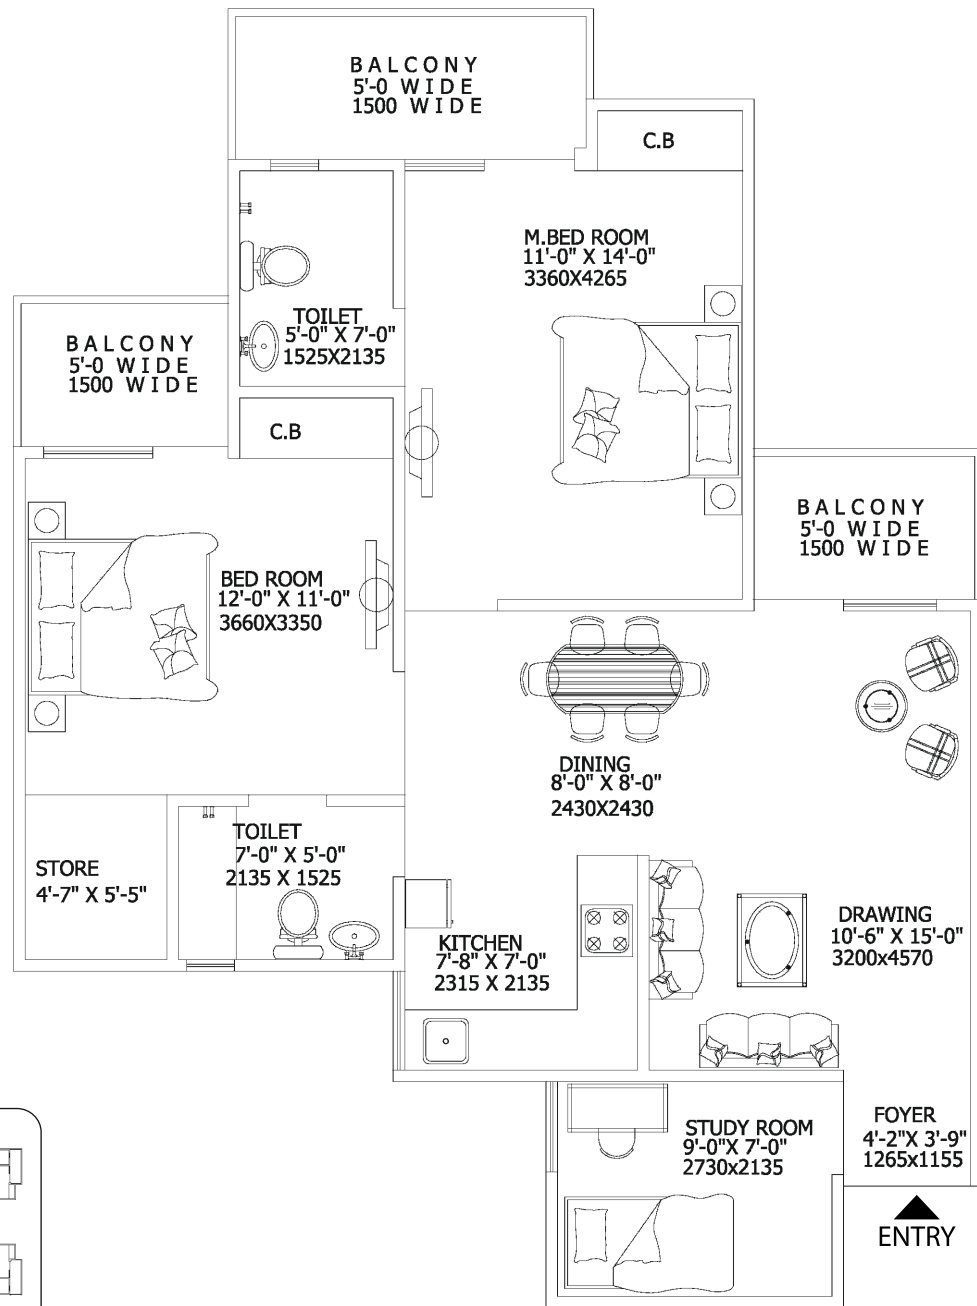 BALCONY
5'-0 WIDE
1500 WIDE
C.B
M.BED ROOM
11'-0" X 14'-0"
3360X4265
TOILET
5'-0" X 7'-0"
1525X2135
BALCONY
5'-0 WIDE
1500 WIDE
C.B
BALCONY
5'-0 WIDE
1500 WIDE
BED ROOM
12'-0" X 11'-0"
3660X3350
DINING
8'-0" X 8'-0"
2430X2430
TOILET
7'-0" X 5'-0"
2135 X 1525
STORE
4'-7" X 5'-5"
KITCHEN
7'-8" X 7'-0"
2315 X 2135
DRAWING
10'-6" X 15'-0"
3200x4570
STUDY ROOM
9'-0"X 7'-0"
2730x2135
FOYER
4'-2"X 3'-9"
1265x1155
ENTRY